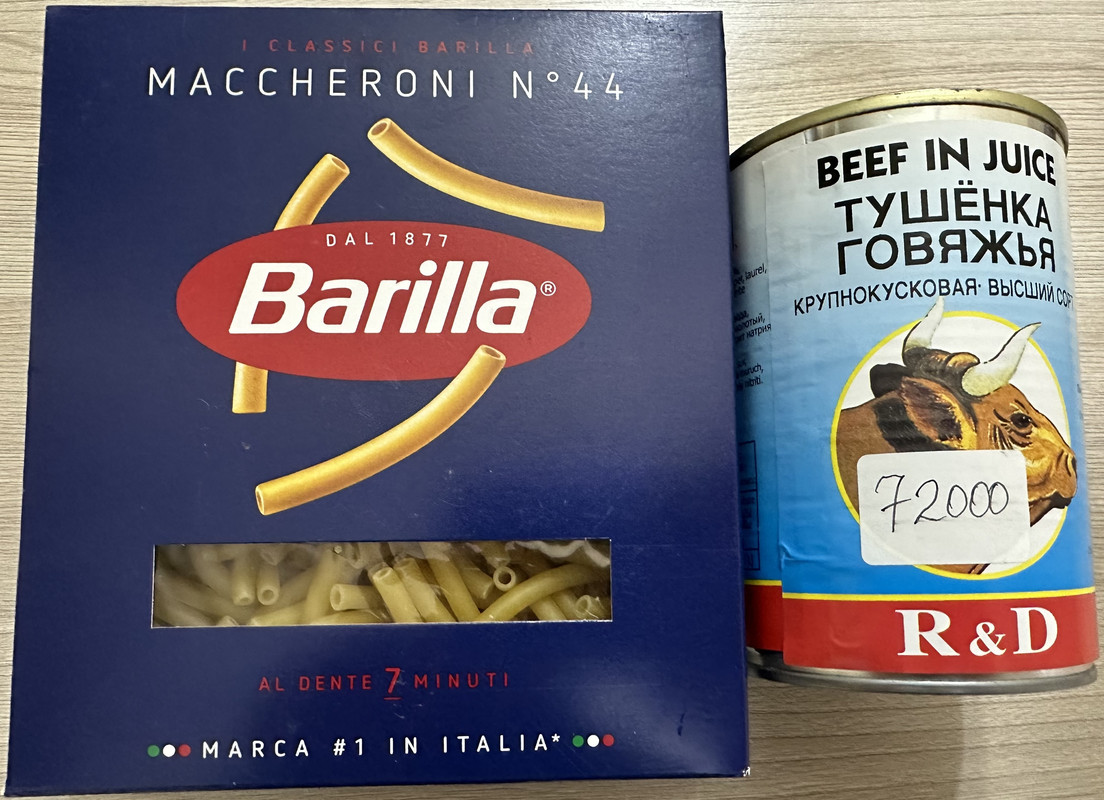 I CLASSICI BARILLA
MACCHERONI N°44
DAL 1877
Barilla®
AL DENTE 7 MINUTI
MARCA #1 IN ITALIA*
BEEF IN JUICE
ТУШЁНКА
ГОВЯЖЬЯ
КРУПНОКУСКОВАЯ· ВЫСШИЙ СОРТ
72000
R & D
laurel,